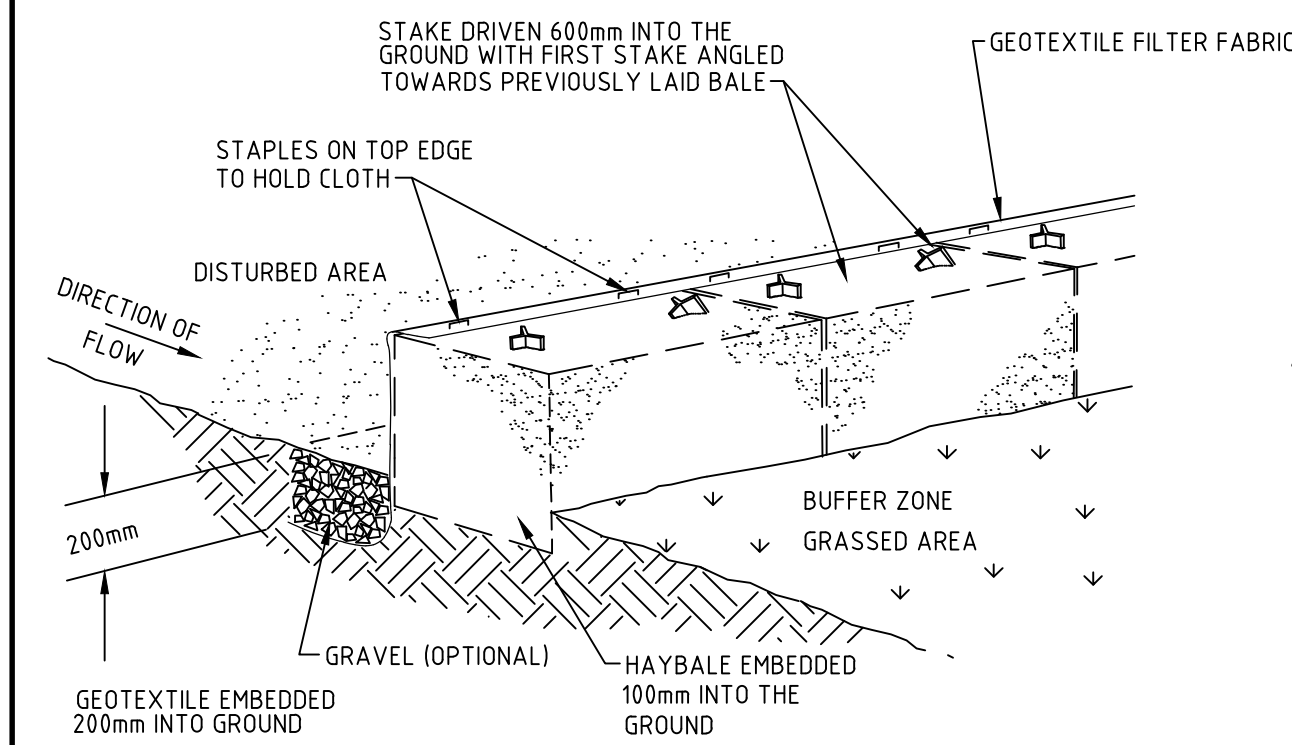 STAKE DRIVEN 600mm INTO THE
GROUND WITH FIRST STAKE ANGLED
TOWARDS PREVIOUSLY LAID BALE
GEOTEXTILE FILTER FABRIC
STAPLES ON TOP EDGE
TO HOLD CLOTH
DISTURBED AREA
DIRECTION OF
FLOW
BUFFER ZONE
GRASSED AREA
200mm
GRAVEL (OPTIONAL)
HAYBALE EMBEDDED
100mm INTO THE
GROUND
GEOTEXTILE EMBEDDED
200mm INTO GROUND